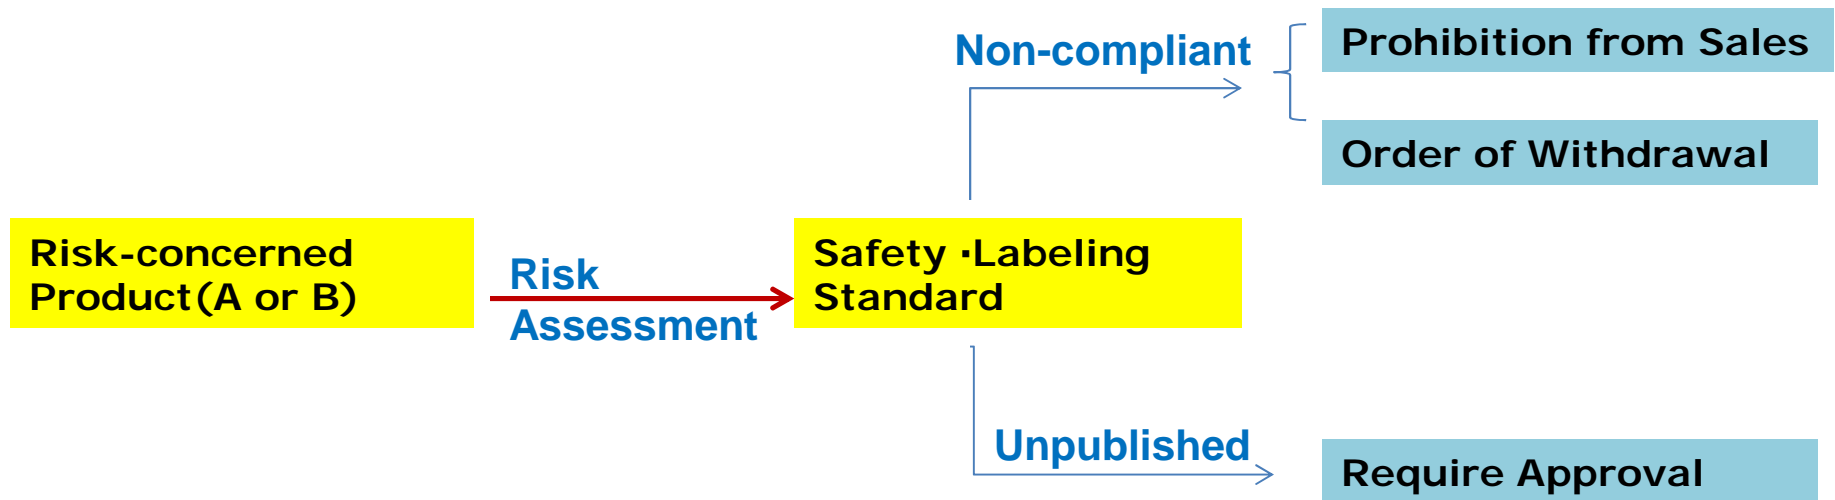 Non-compliant
Prohibition from Sales
Order of Withdrawal
Risk-concerned
Product(A or B)
Risk
Assessment
Safety ·Labeling
Standard
Unpublished
Require Approval